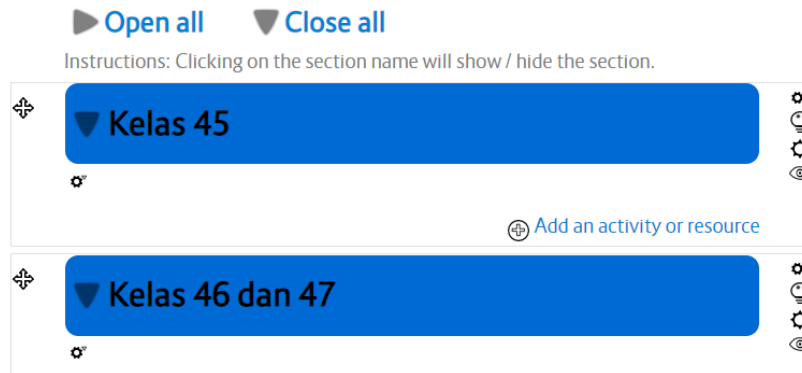 Open all Close all
Instructions: Clicking on the section name will show / hide the section.
Kelas 45
Add an activity or resource
Kelas 46 dan 47